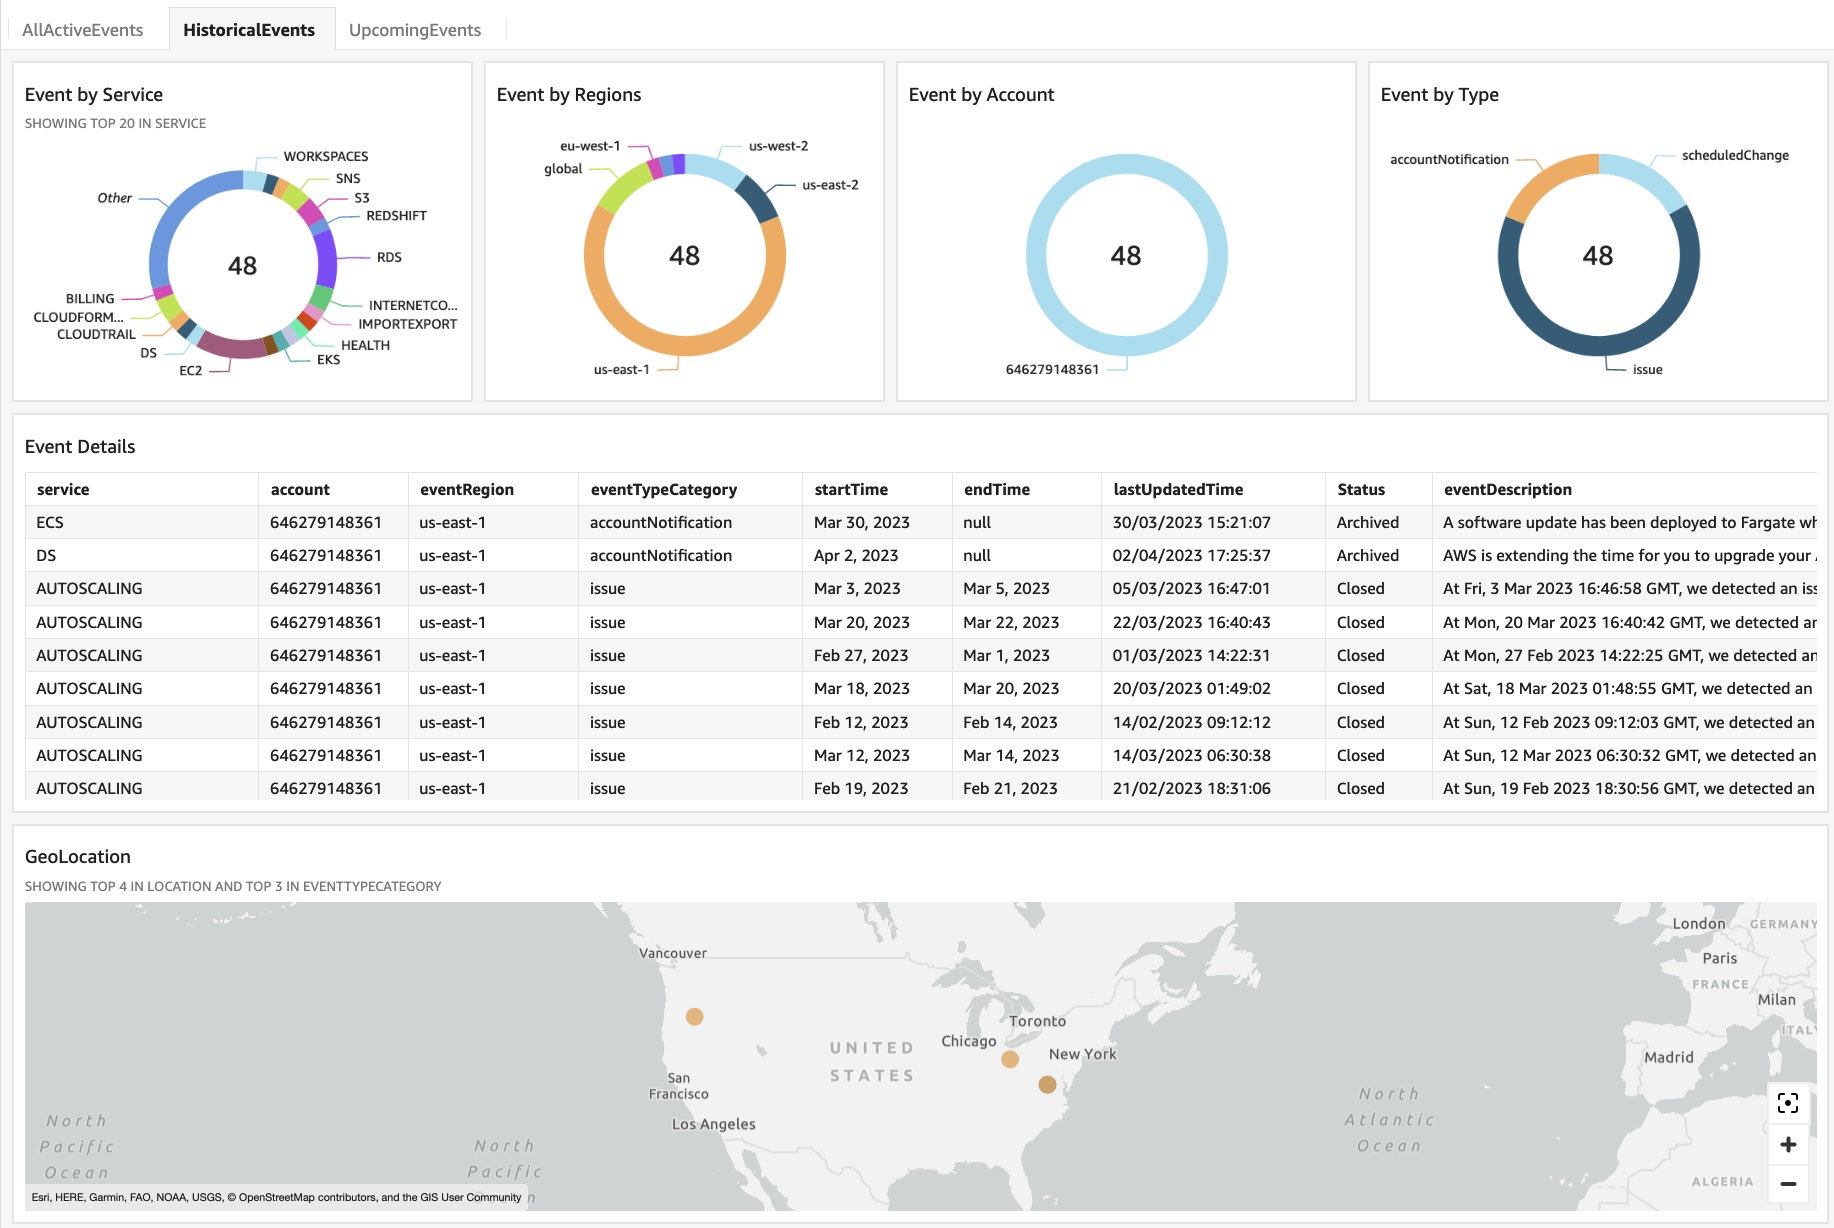 AllActiveEvents HistoricalEvents UpcomingEvents
Event by Service
SHOWING TOP 20 IN SERVICE
WORKSPACES
SNS
S3
REDSHIFT
RDS
INTERNETCO...
IMPORTEXPORT
HEALTH
EKS
EC2
DS
CLOUDTRAIL
CLOUDFORM...
BILLING
Other
48
Event by Regions
eu-west-1
us-west-2
global
us-east-2
48
us-east-1
Event by Account
48
646279148361
Event by Type
accountNotification
scheduledChange
48
issue
Event Details
service account eventRegion eventTypeCategory startTime endTime lastUpdatedTime Status eventDescription
ECS 646279148361 us-east-1 accountNotification Mar 30, 2023 null 30/03/2023 15:21:07 Archived A software update has been deployed to Fargate wh
DS 646279148361 us-east-1 accountNotification Apr 2, 2023 null 02/04/2023 17:25:37 Archived AWS is extending the time for you to upgrade your
AUTOSCALING 646279148361 us-east-1 issue Mar 3, 2023 Mar 5, 2023 05/03/2023 16:47:01 Closed At Fri, 3 Mar 2023 16:46:58 GMT, we detected an iss
AUTOSCALING 646279148361 us-east-1 issue Mar 20, 2023 Mar 22, 2023 22/03/2023 16:40:43 Closed At Mon, 20 Mar 2023 16:40:42 GMT, we detected ar
AUTOSCALING 646279148361 us-east-1 issue Feb 27, 2023 Mar 1, 2023 01/03/2023 14:22:31 Closed At Mon, 27 Feb 2023 14:22:25 GMT, we detected an
AUTOSCALING 646279148361 us-east-1 issue Mar 18, 2023 Mar 20, 2023 20/03/2023 01:49:02 Closed At Sat, 18 Mar 2023 01:48:55 GMT, we detected an
AUTOSCALING 646279148361 us-east-1 issue Feb 12, 2023 Feb 14, 2023 14/02/2023 09:12:12 Closed At Sun, 12 Feb 2023 09:12:03 GMT, we detected an
AUTOSCALING 646279148361 us-east-1 issue Mar 12, 2023 Mar 14, 2023 14/03/2023 06:30:38 Closed At Sun, 12 Mar 2023 06:30:32 GMT, we detected an
AUTOSCALING 646279148361 us-east-1 issue Feb 19, 2023 Feb 21, 2023 21/02/2023 18:31:06 Closed At Sun, 19 Feb 2023 18:30:56 GMT, we detected an
GeoLocation
SHOWING TOP 4 IN LOCATION AND TOP 3 IN EVENTTYPECATEGORY
London GERMANY
Vancouver
Paris
FRANCE
Milan
Toronto
ITALY
Chicago
UNITED
STATES
New York
Madrid
San
Francisco
Los Angeles
North
Pacific
Ocean
North
Pacific
North
Atlantic
Ocean
ALGERIA
Esri, HERE, Garmin, FAO, NOAA, USGS, © OpenStreetMap contributors, and the GIS User Community